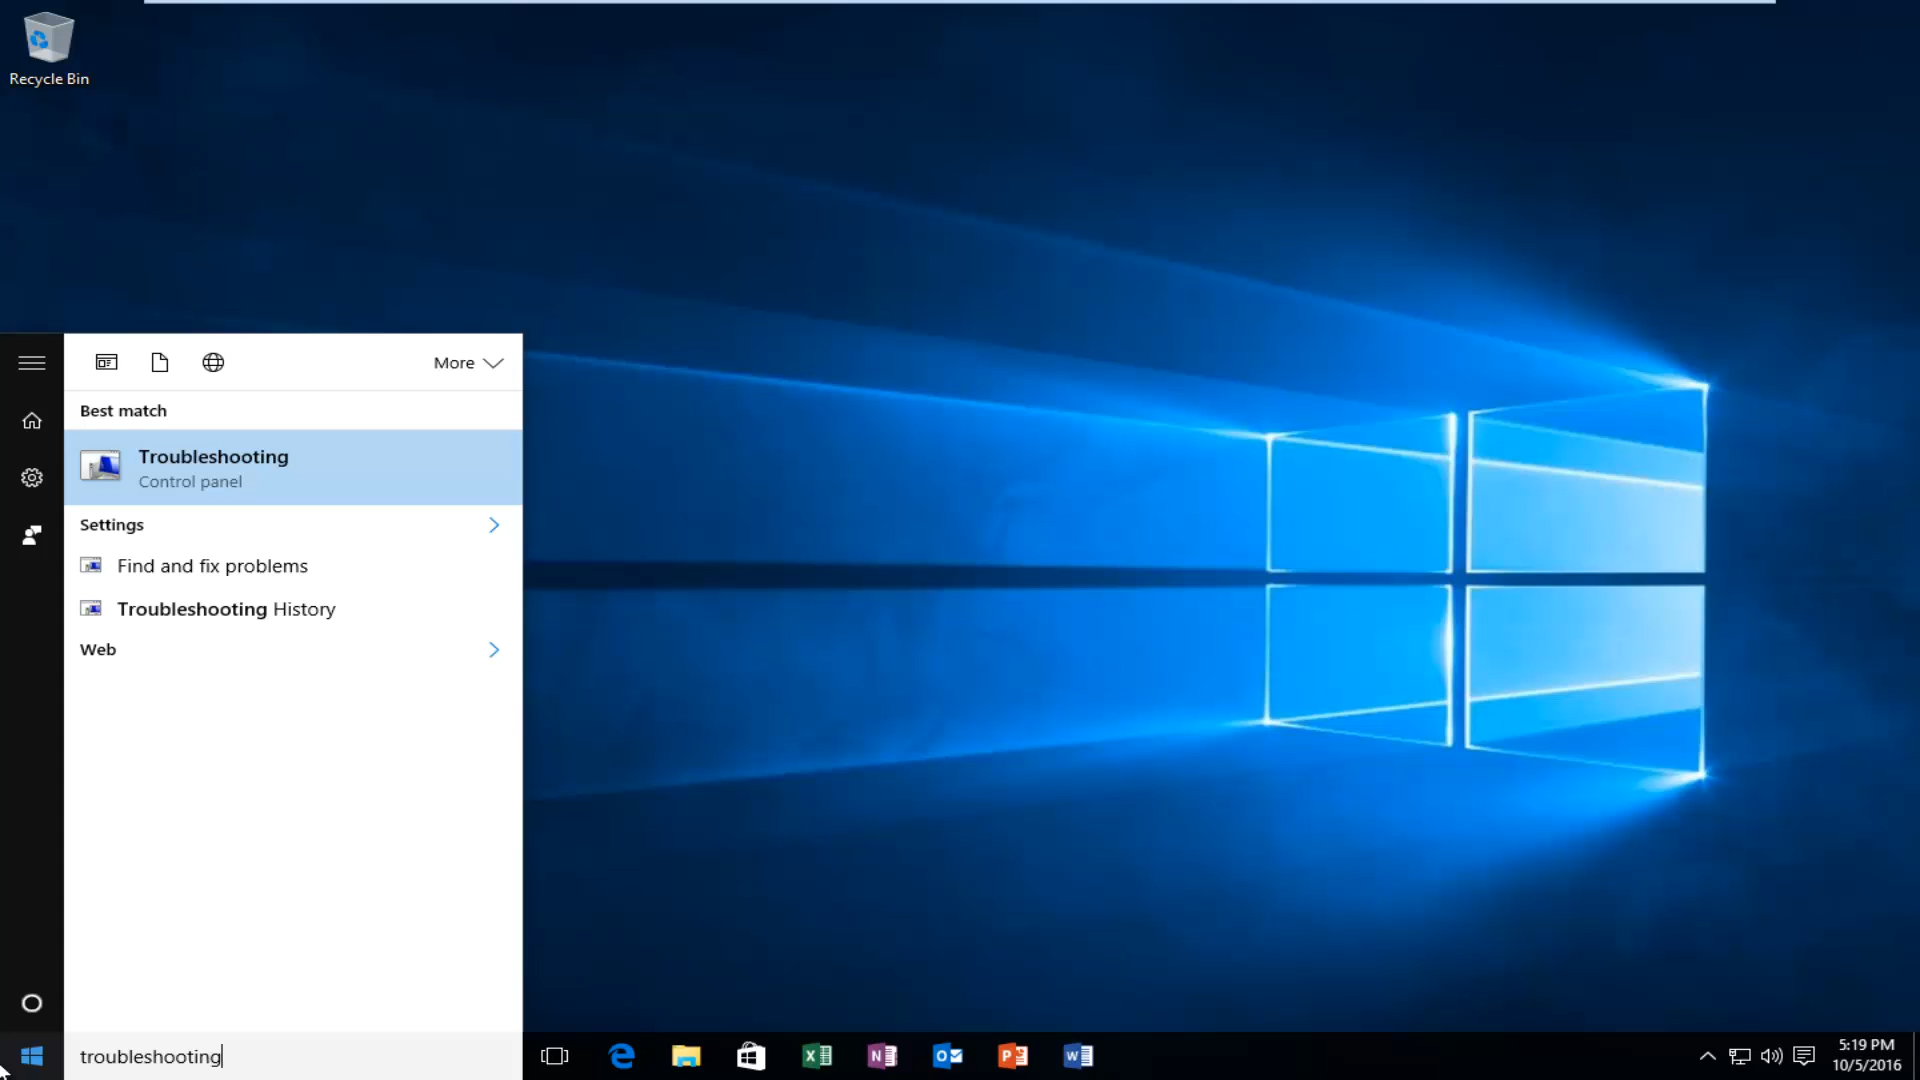 Recycle Bin
More
Best match
Troubleshooting
Control panel
Settings
Find and fix problems
Troubleshooting History
Web
troubleshooting
X
N
O
P
W
5:19 PM
10/5/2016